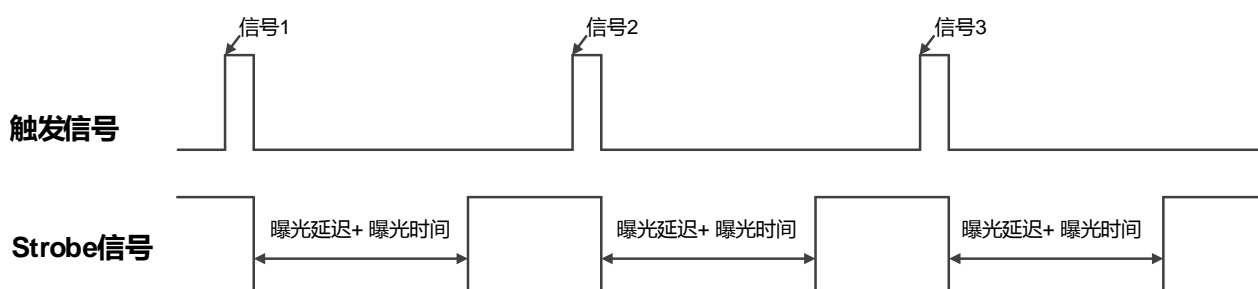 信号1
信号2
信号3
触发信号
Strobe信号
曝光延迟+ 曝光时间
曝光延迟+ 曝光时间
曝光延迟+ 曝光时间